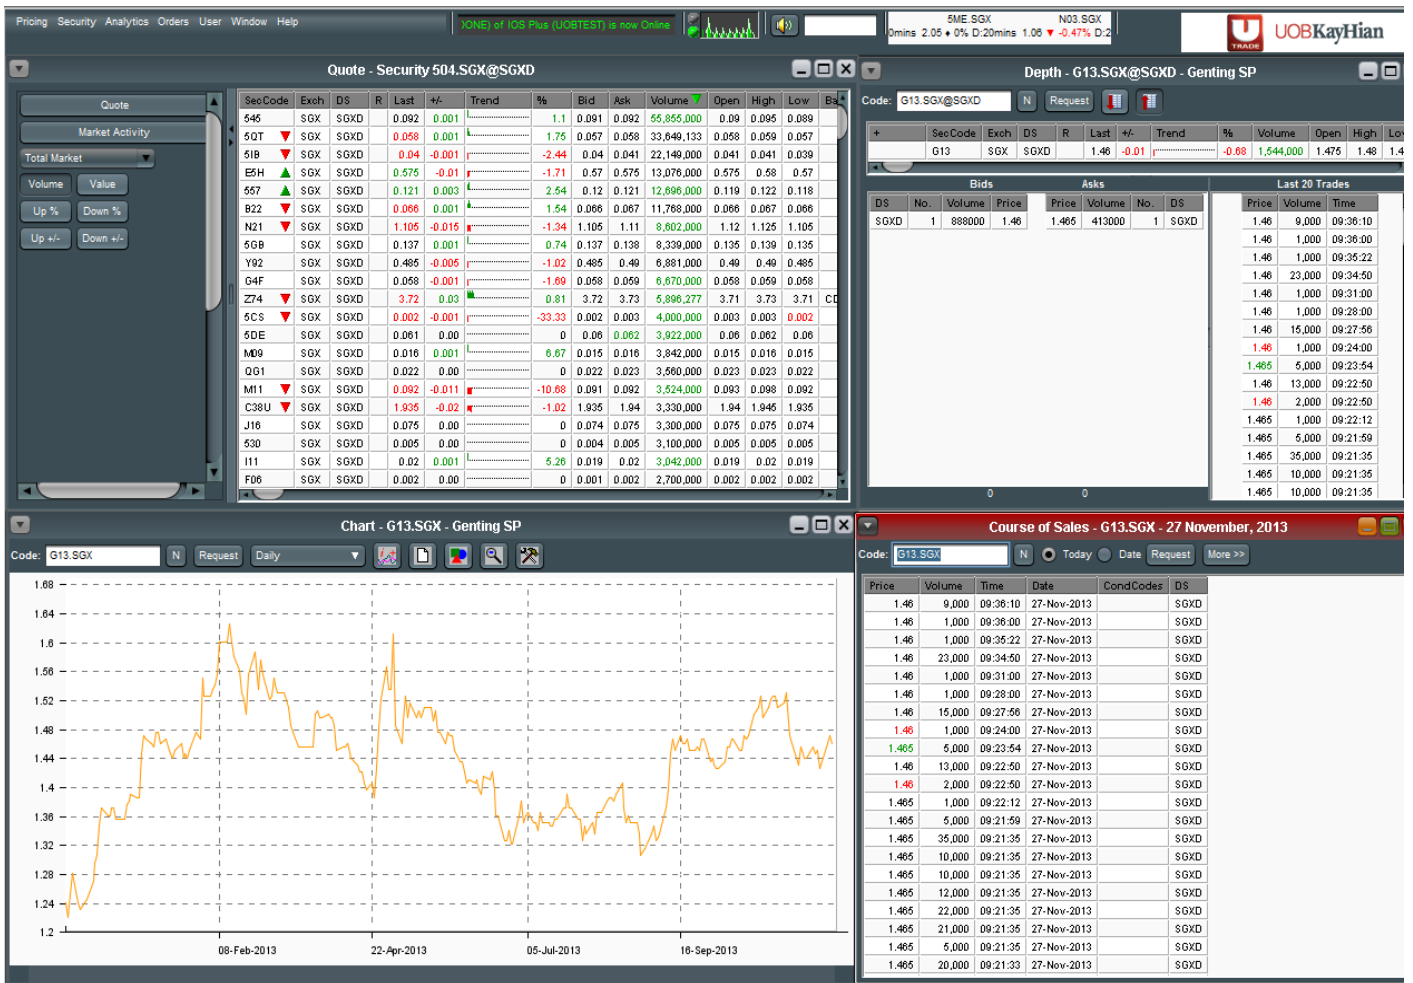 Pricing Security Analytics Orders User Window Help
ONE) of IOS Plus (UOBTEST) is now Online
5ME.SGX N03.SGX
0mins 2.05 ♦ 0% D:20mins 1.06 ▼ -0.47% D:2
U TRADE UOBKayHian
Quote - Security 504.SGX@SGXD
Quote
Market Activity
Total Market
Volume Value
Up % Down %
Up +/- Down +/-
SecCode Exch DS R Last +/- Trend % Bid Ask Volume Open High Low Ba
545 SGX SGXD 0.092 0.001 1.1 0.091 0.092 55,855,000 0.09 0.095 0.089
5QT ▼ SGX SGXD 0.058 0.001 1.75 0.057 0.058 33,649,133 0.058 0.059 0.057
5IB ▼ SGX SGXD 0.04 -0.001 -2.44 0.04 0.041 22,149,000 0.041 0.041 0.039
E5H ▲ SGX SGXD 0.575 -0.01 -1.71 0.57 0.575 13,076,000 0.575 0.58 0.57
557 ▲ SGX SGXD 0.121 0.003 2.54 0.12 0.121 12,696,000 0.119 0.122 0.118
B22 ▼ SGX SGXD 0.066 0.001 1.54 0.066 0.067 11,768,000 0.066 0.067 0.066
N21 ▼ SGX SGXD 1.105 -0.015 -1.34 1.105 1.11 8,602,000 1.12 1.125 1.105
5GB SGX SGXD 0.137 0.001 0.74 0.137 0.138 8,339,000 0.135 0.139 0.135
Y92 SGX SGXD 0.485 -0.005 -1.02 0.485 0.49 6,881,000 0.49 0.49 0.485
G4F SGX SGXD 0.058 -0.001 -1.69 0.058 0.059 6,670,000 0.058 0.059 0.058
Z74 ▼ SGX SGXD 3.72 0.03 0.81 3.72 3.73 5,896,277 3.71 3.73 3.71 CD
5CS ▼ SGX SGXD 0.002 -0.001 -33.33 0.002 0.003 4,000,000 0.003 0.003 0.002
5DE SGX SGXD 0.061 0.00 0 0.06 0.062 3,922,000 0.06 0.062 0.06
M09 SGX SGXD 0.016 0.001 6.67 0.015 0.016 3,842,000 0.015 0.016 0.015
QG1 SGX SGXD 0.022 0.00 0 0.022 0.023 3,560,000 0.023 0.023 0.022
M11 ▼ SGX SGXD 0.092 -0.011 -10.68 0.091 0.092 3,524,000 0.093 0.098 0.092
C38U ▼ SGX SGXD 1.935 -0.02 -1.02 1.935 1.94 3,330,000 1.94 1.945 1.935
J16 SGX SGXD 0.075 0.00 0 0.074 0.075 3,300,000 0.075 0.075 0.074
530 SGX SGXD 0.005 0.00 0 0.004 0.005 3,100,000 0.005 0.005 0.005
I11 SGX SGXD 0.02 0.001 5.26 0.019 0.02 3,042,000 0.019 0.02 0.019
F06 SGX SGXD 0.002 0.00 0 0.001 0.002 2,700,000 0.002 0.002 0.002
Depth - G13.SGX@SGXD - Genting SP
Code: G13.SGX@SGXD N Request
+ SecCode Exch DS R Last +/- Trend % Volume Open High Lov
G13 SGX SGXD 1.46 -0.01 -0.68 1,544,000 1.475 1.48 1.4
Bids Asks
DS No. Volume Price Price Volume No. DS
SGXD 1 888000 1.46 1.465 413000 1 SGXD
0 0
Last 20 Trades
Price Volume Time
1.46 9,000 09:36:10
1.46 1,000 09:36:00
1.46 1,000 09:35:22
1.46 23,000 09:34:50
1.46 1,000 09:31:00
1.46 1,000 09:28:00
1.46 15,000 09:27:56
1.46 1,000 09:24:00
1.465 5,000 09:23:54
1.46 13,000 09:22:50
1.46 2,000 09:22:50
1.465 1,000 09:22:12
1.465 5,000 09:21:59
1.465 35,000 09:21:35
1.465 10,000 09:21:35
1.465 10,000 09:21:35
Chart - G13.SGX - Genting SP
Code: G13.SGX N Request Daily
1.68
1.64
1.6
1.56
1.52
1.48
1.44
1.4
1.36
1.32
1.28
1.24
1.2
08-Feb-2013 22-Apr-2013 05-Jul-2013 16-Sep-2013
Course of Sales - G13.SGX - 27 November, 2013
Code: G13.SGX N Today Date Request More >>
Price Volume Time Date CondCodes DS
1.46 9,000 09:36:10 27-Nov-2013 SGXD
1.46 1,000 09:36:00 27-Nov-2013 SGXD
1.46 1,000 09:35:22 27-Nov-2013 SGXD
1.46 23,000 09:34:50 27-Nov-2013 SGXD
1.46 1,000 09:31:00 27-Nov-2013 SGXD
1.46 1,000 09:28:00 27-Nov-2013 SGXD
1.46 15,000 09:27:56 27-Nov-2013 SGXD
1.46 1,000 09:24:00 27-Nov-2013 SGXD
1.465 5,000 09:23:54 27-Nov-2013 SGXD
1.46 13,000 09:22:50 27-Nov-2013 SGXD
1.46 2,000 09:22:50 27-Nov-2013 SGXD
1.465 1,000 09:22:12 27-Nov-2013 SGXD
1.465 5,000 09:21:59 27-Nov-2013 SGXD
1.465 35,000 09:21:35 27-Nov-2013 SGXD
1.465 10,000 09:21:35 27-Nov-2013 SGXD
1.465 10,000 09:21:35 27-Nov-2013 SGXD
1.465 12,000 09:21:35 27-Nov-2013 SGXD
1.465 22,000 09:21:35 27-Nov-2013 SGXD
1.465 21,000 09:21:35 27-Nov-2013 SGXD
1.465 5,000 09:21:35 27-Nov-2013 SGXD
1.465 20,000 09:21:33 27-Nov-2013 SGXD